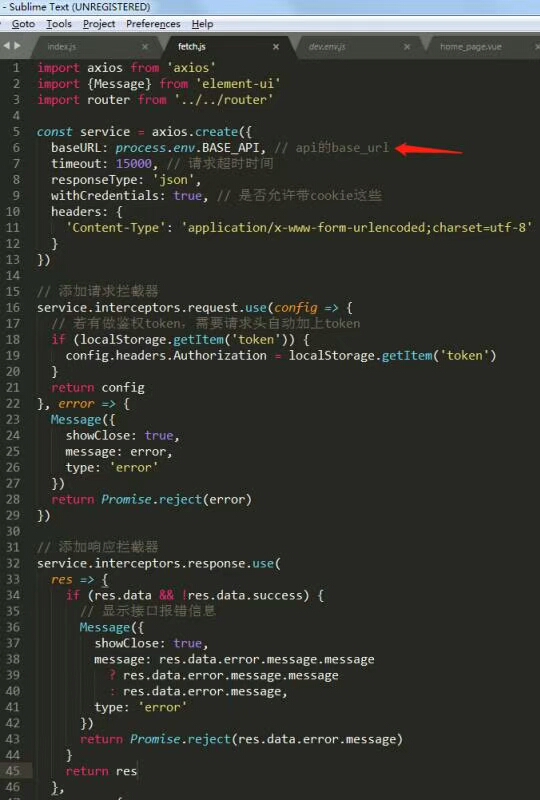 - Sublime Text (UNREGISTERED)
Goto Tools Project Preferences Help
index.js × fetch.js × dev.env.js × home_page.vue
1 import axios from 'axios'
2 import {Message} from 'element-ui'
3 import router from '../../router'
4
5 const service = axios.create({
6 baseURL: process.env.BASE_API, // api的base_url
7 timeout: 15000, // 请求超时时间
8 responseType: 'json',
9 withCredentials: true, // 是否允许带cookie这些
10 headers: {
11 'Content-Type': 'application/x-www-form-urlencoded;charset=utf-8'
12 }
13 })
14
15 // 添加请求拦截器
16 service.interceptors.request.use(config => {
17 // 若有做鉴权token，需要请求头自动加上token
18 if (localStorage.getItem('token')) {
19 config.headers.Authorization = localStorage.getItem('token')
20 }
21 return config
22 }, error => {
23 Message({
24 showClose: true,
25 message: error,
26 type: 'error'
27 })
28 return Promise.reject(error)
29 })
30
31 // 添加响应拦截器
32 service.interceptors.response.use(
33 res => {
34 if (res.data && !res.data.success) {
35 // 显示接口报错信息
36 Message({
37 showClose: true,
38 message: res.data.error.message.message
39 ? res.data.error.message.message
40 : res.data.error.message,
41 type: 'error'
42 })
43 return Promise.reject(res.data.error.message)
44 }
45 return res
46 },